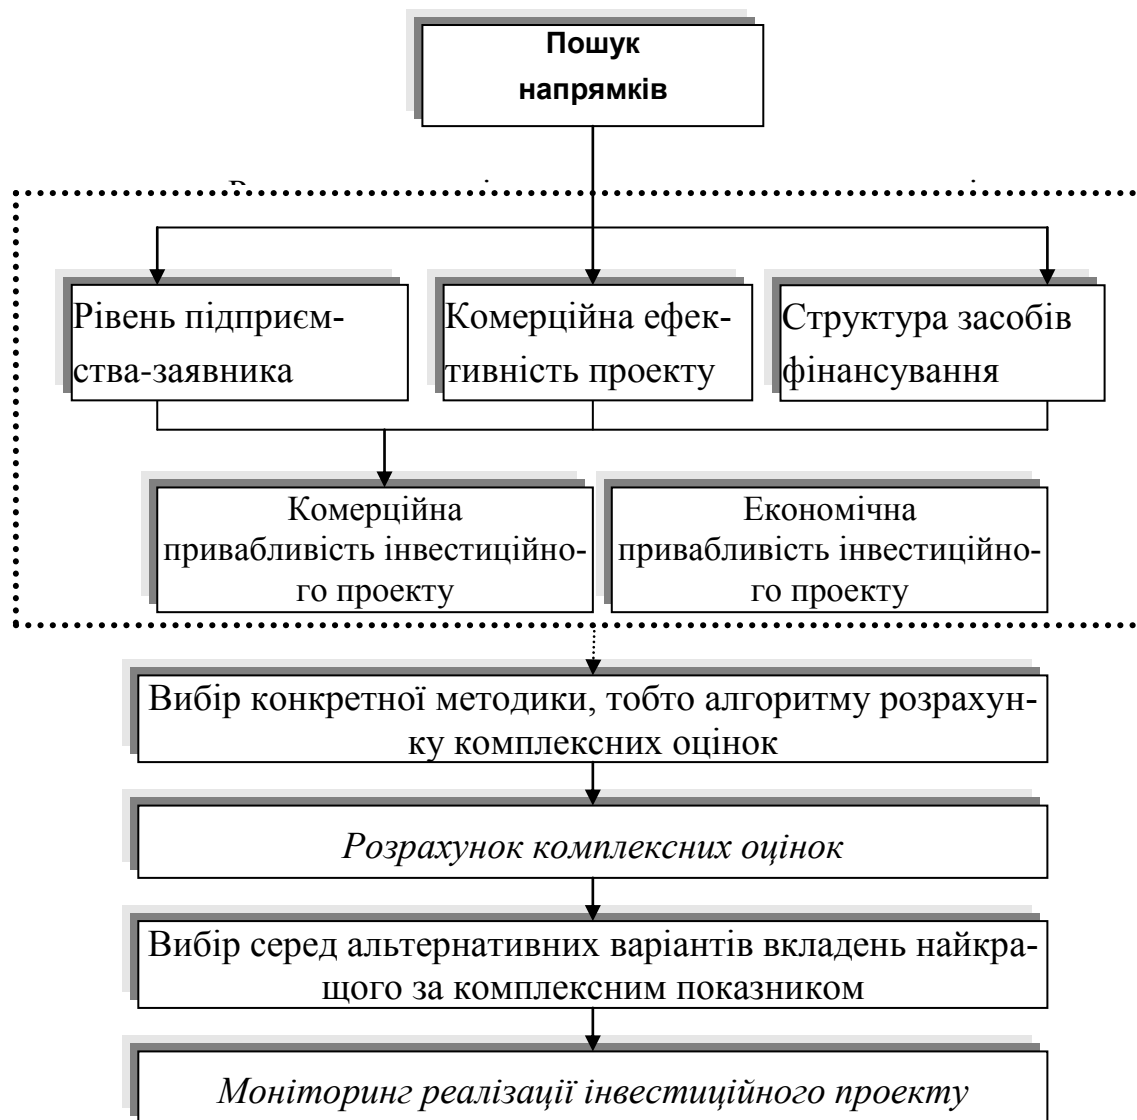 Пошук
напрямків
Рівень підприєм-
ства-заявника
Комерційна ефек-
тивність проекту
Структура засобів
фінансування
Комерційна
привабливість інвестиційно-
го проекту
Економічна
привабливість інвестиційно-
го проекту
Вибір конкретної методики, тобто алгоритму розрахун-
ку комплексних оцінок
Розрахунок комплексних оцінок
Вибір серед альтернативних варіантів вкладень найкра-
щого за комплексним показником
Моніторинг реалізації інвестиційного проекту